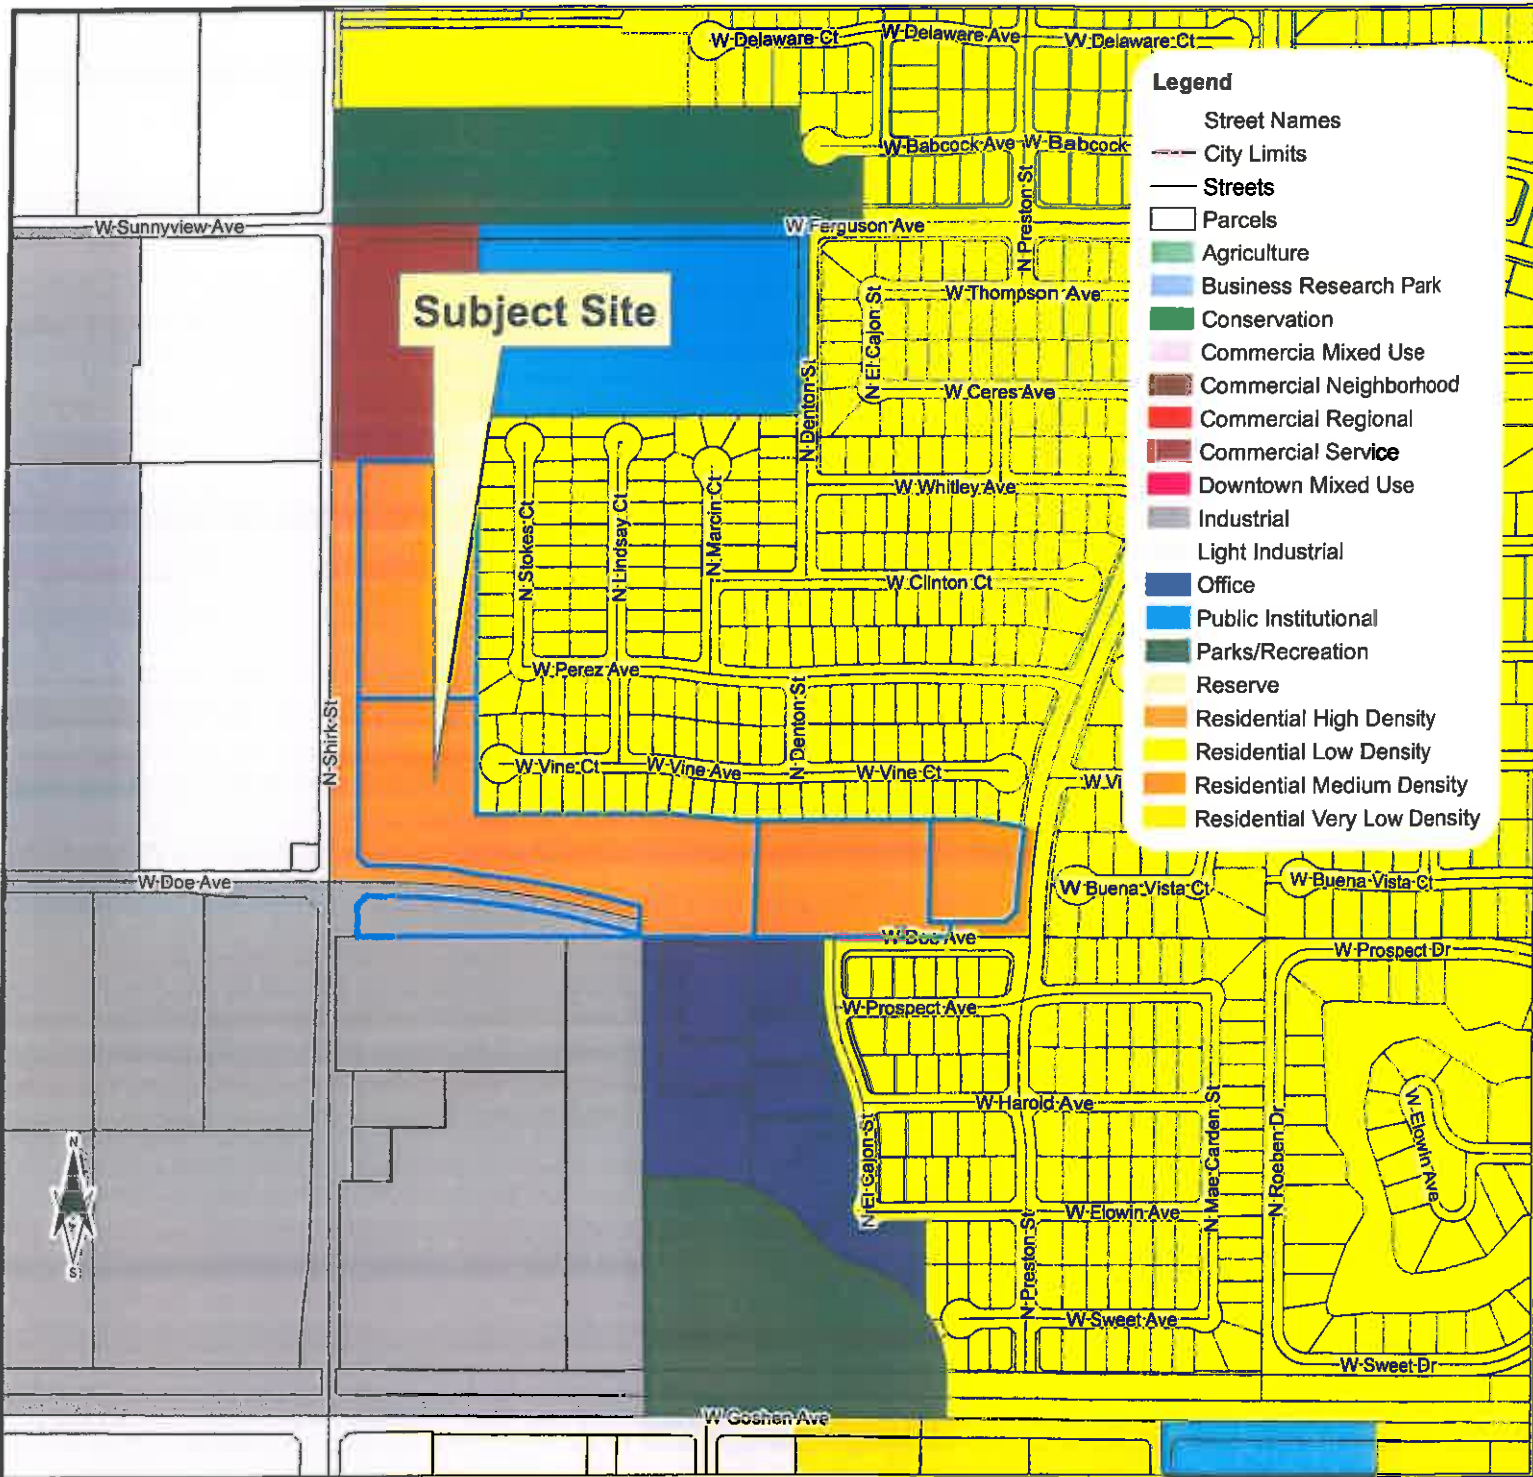 W Delaware Ct
W Delaware Ave
W Delaware Ct
Legend
Street Names
City Limits
Streets
Parcels
Agriculture
Business Research Park
Conservation
Commercia Mixed Use
Commercial Neighborhood
Commercial Regional
Commercial Service
Downtown Mixed Use
Industrial
Light Industrial
Office
Public Institutional
Parks/Recreation
Reserve
Residential High Density
Residential Low Density
Residential Medium Density
Residential Very Low Density
W Babcock Ave
W Babcock
N Preston St
W Sunnyview Ave
W Ferguson Ave
Subject Site
W Thompson Ave
N El Cajon St
W Ceres Ave
N Denton St
W Whitley Ave
N Stokes Ct
N Lindsay Ct
N Marcin Ct
W Clinton Ct
W Perez Ave
N Denton St
N Shirk St
W Vine Ct
W Vine Ave
W Vine Ct
W Vi
W Doe Ave
W Buena Vista Ct
W Buena Vista Ct
W Doe Ave
W Prospect Dr
W Prospect Ave
W Harold Ave
N El Cajon St
N Mae Carden St
N Roeben Dr
W Elowin Ave
W Elowin Ave
N Preston St
W Sweet Ave
W Sweet Dr
W Goshen Ave
N
S